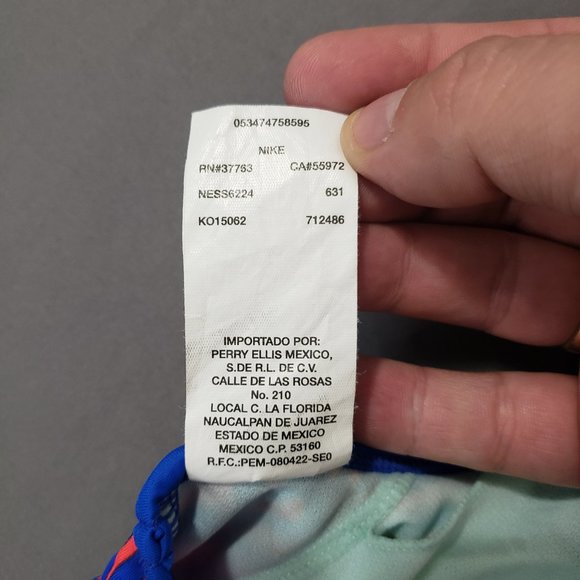 053474758595
NIKE
RN#37763 CA#55972
NESS6224 631
KO15062 712486
IMPORTADO POR:
PERRY ELLIS MEXICO,
S.DE R.L. DE C.V.
CALLE DE LAS ROSAS
No. 210
LOCAL C. LA FLORIDA
NAUCALPAN DE JUAREZ
ESTADO DE MEXICO
MEXICO C.P. 53160
R.F.C.:PEM-080422-SE0